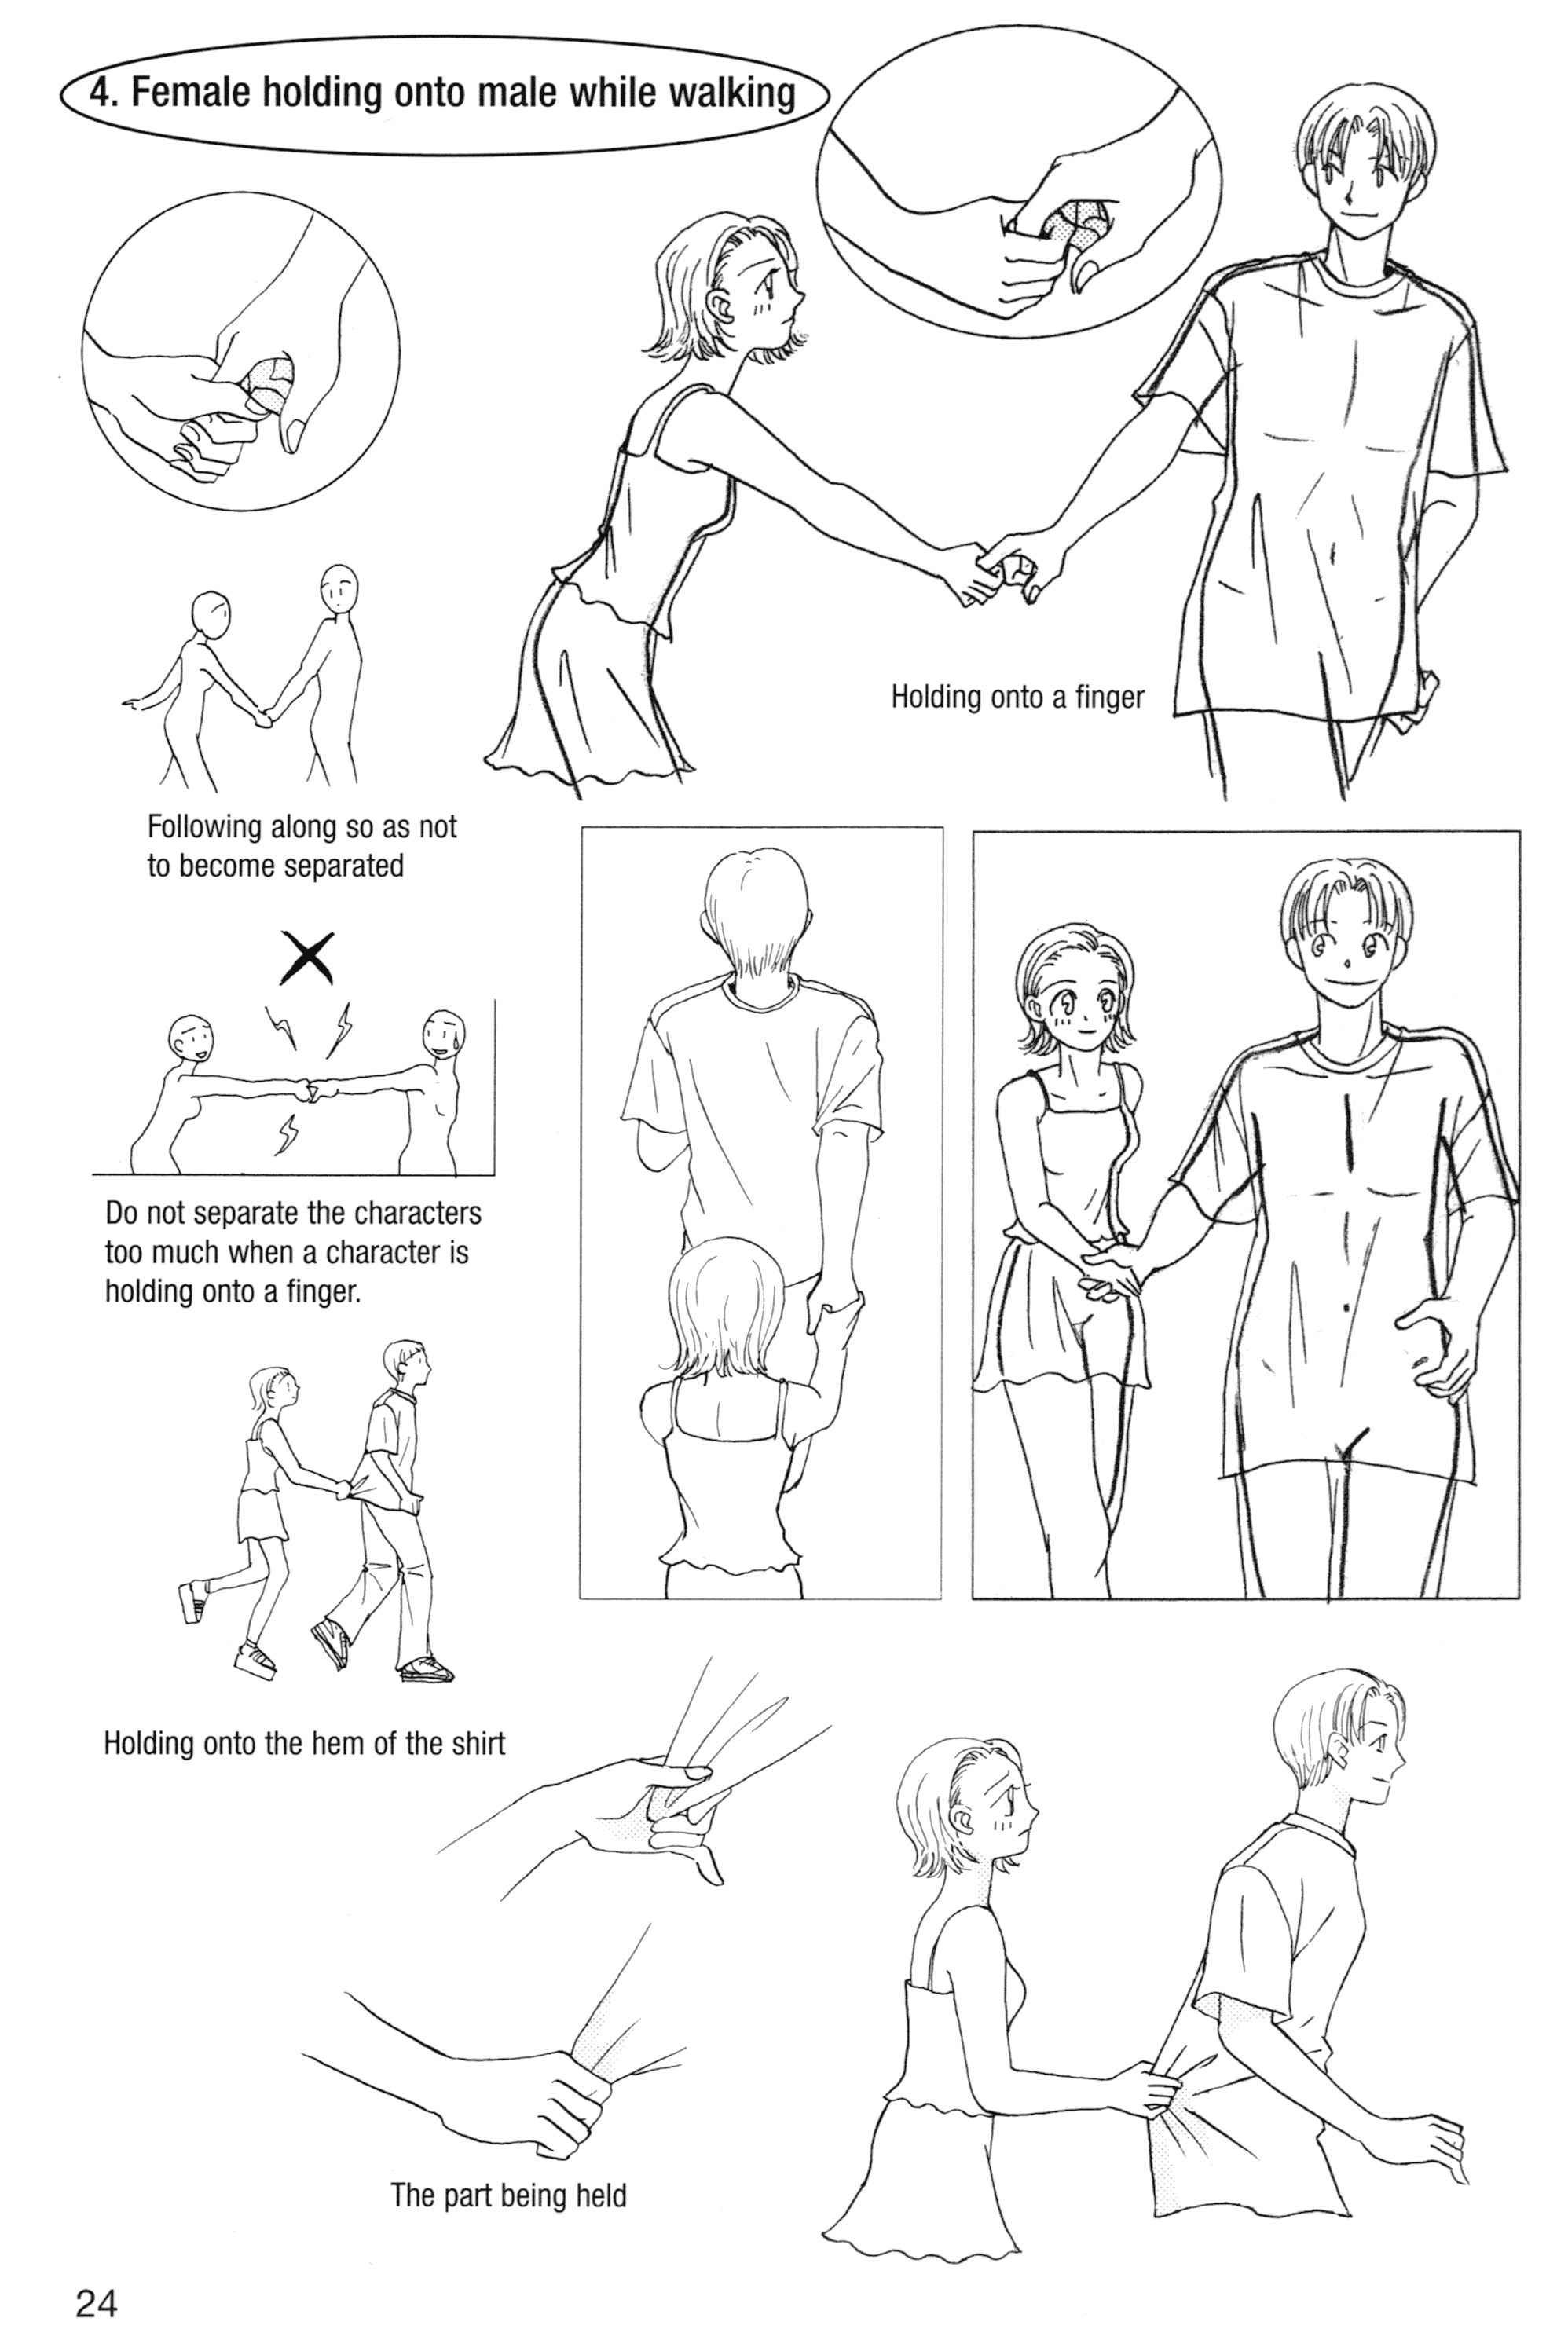 4. Female holding onto male while walking
Holding onto a finger
Following along so as not
to become separated
Do not separate the characters
too much when a character is
holding onto a finger.
Holding onto the hem of the shirt
The part being held
24